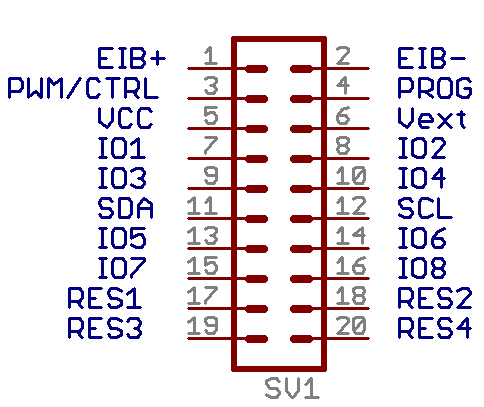 EIB+ 1 2 EIB-
PWM/CTRL 3 4 PROG
VCC 5 6 Vext
IO1 7 8 IO2
IO3 9 10 IO4
SDA 11 12 SCL
IO5 13 14 IO6
IO7 15 16 IO8
RES1 17 18 RES2
RES3 19 20 RES4
SV1